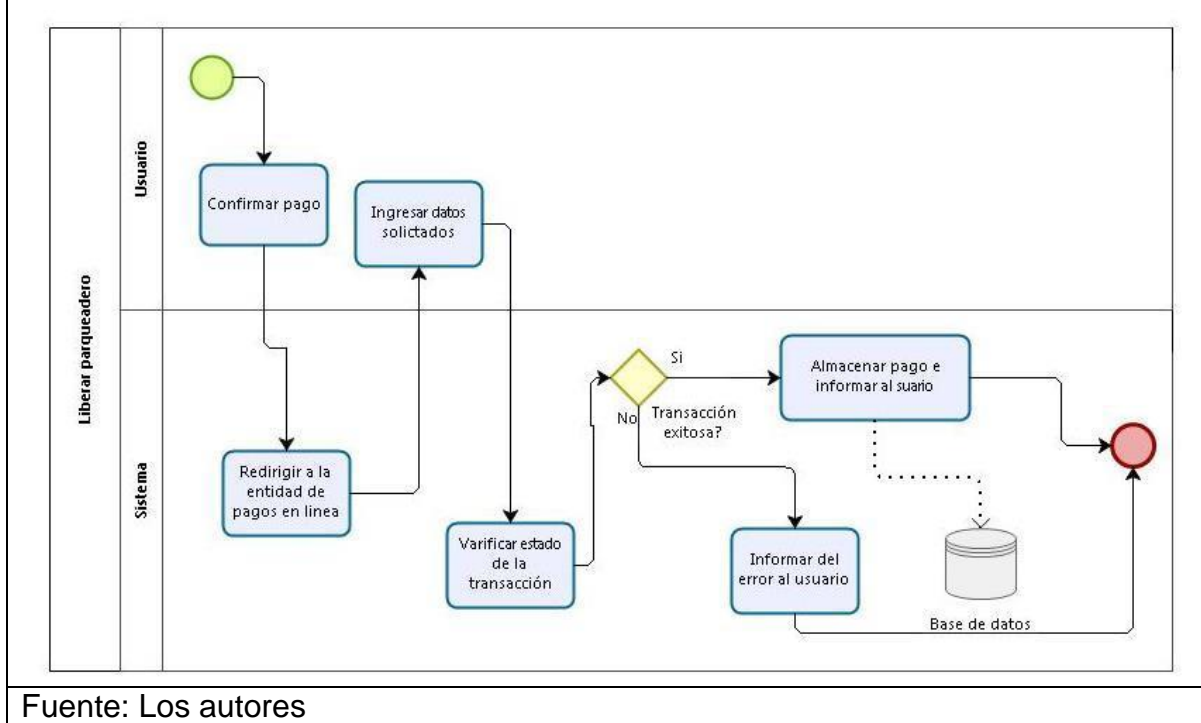 Liberar parqueadero
Usuario
Confirmar pago
Ingresar datos
solictados
Sistema
Redirigir a la
entidad de
pagos en linea
Varificar estado
de la
transacción
Si
No
Transacción
exitosa?
Almacenar pago e
informar al suario
Informar del
error al usuario
Base de datos
Fuente: Los autores